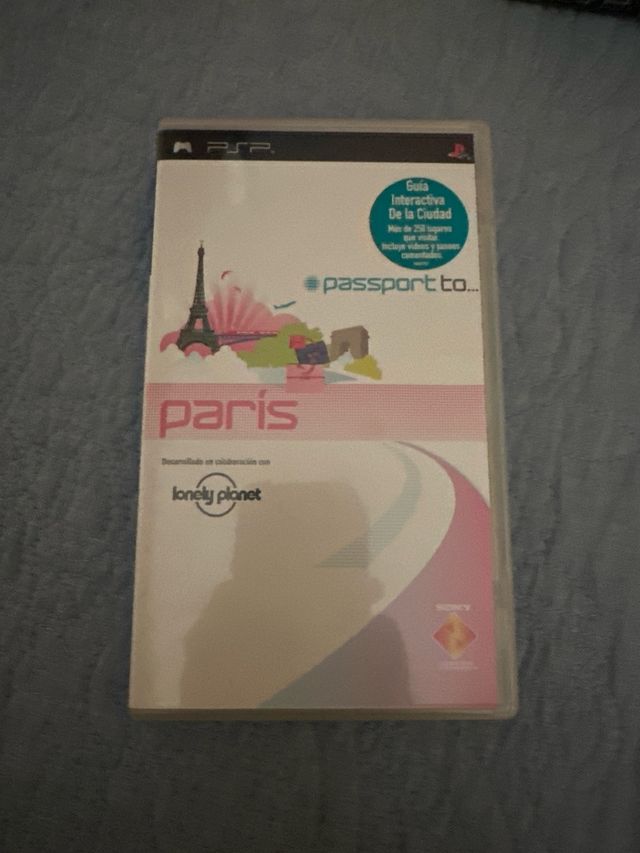 PSP
Guía
Interactiva
De la Ciudad
Más de 250 lugares
que visitar
Incluye vídeos y paseos
comentados.
passport to...
parís
Desarrollado en colaboración con
lonely planet
SONY